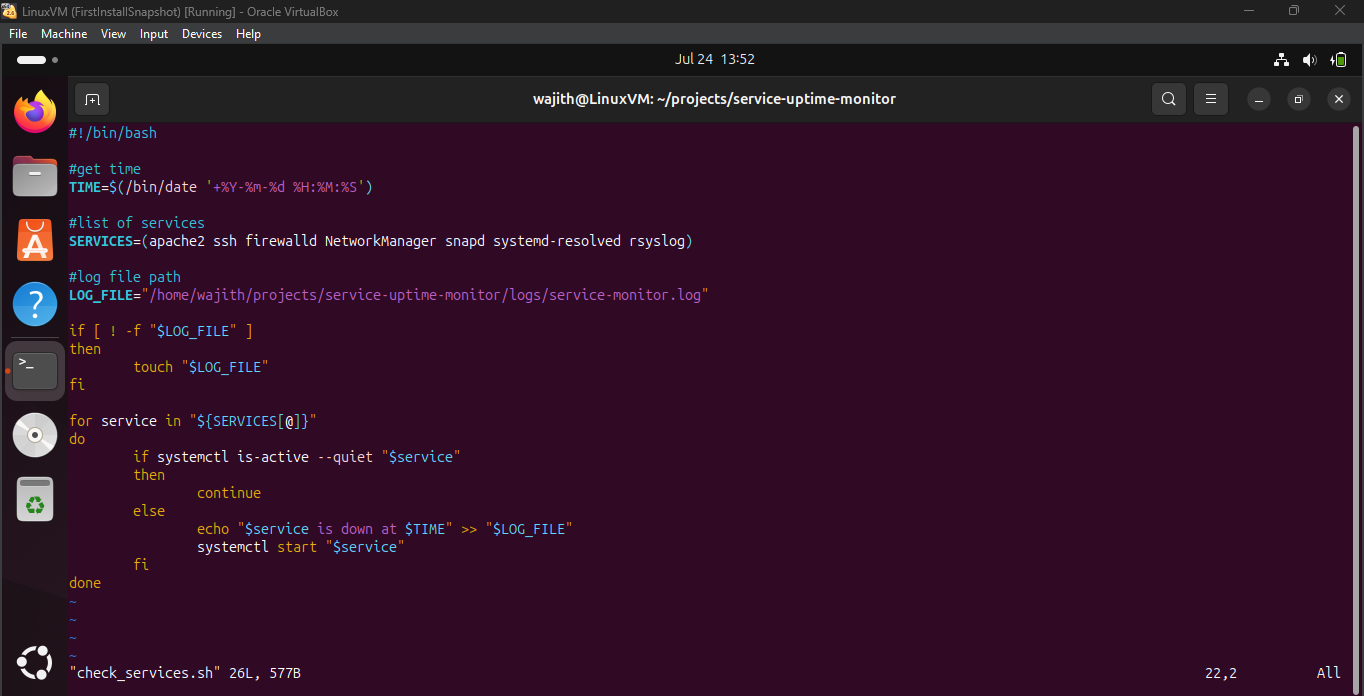 LinuxVM (FirstInstallSnapshot) [Running] - Oracle VirtualBox
File Machine View Input Devices Help
Jul 24 13:52
wajith@LinuxVM: ~/projects/service-uptime-monitor
#!/bin/bash
#get time
TIME=$(/bin/date '+%Y-%m-%d %H:%M:%S')
#list of services
SERVICES=(apache2 ssh firewalld NetworkManager snapd systemd-resolved rsyslog)
#log file path
LOG_FILE="/home/wajith/projects/service-uptime-monitor/logs/service-monitor.log"
if [ ! -f "$LOG_FILE" ]
then
        touch "$LOG_FILE"
fi
for service in "${SERVICES[@]}"
do
        if systemctl is-active --quiet "$service"
        then
                continue
        else
                echo "$service is down at $TIME" >> "$LOG_FILE"
                systemctl start "$service"
        fi
done
~
~
~
~
"check_services.sh" 26L, 577B 22,2 All